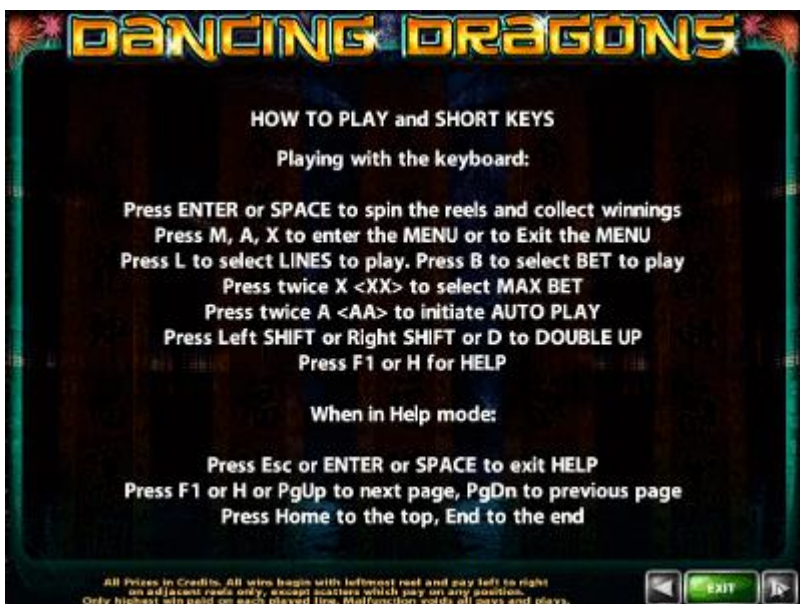 DANCING DRAGONS
HOW TO PLAY and SHORT KEYS
Playing with the keyboard:
Press ENTER or SPACE to spin the reels and collect winnings
Press M, A, X to enter the MENU or to Exit the MENU
Press L to select LINES to play. Press B to select BET to play
Press twice X <XX> to select MAX BET
Press twice A <AA> to initiate AUTO PLAY
Press Left SHIFT or Right SHIFT or D to DOUBLE UP
Press F1 or H for HELP
When in Help mode:
Press Esc or ENTER or SPACE to exit HELP
Press F1 or H or PgUp to next page, PgDn to previous page
Press Home to the top, End to the end
All Prizes in Credits. All wins begin with leftmost reel and pay left to right
on adjacent reels only, except scatters which pay on any position.
Only highest win paid on each played line. Malfunction voids all pays and plays.
EXIT